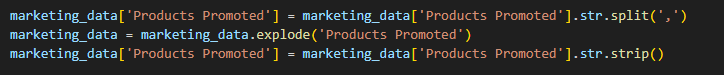 marketing_data['Products Promoted'] = marketing_data['Products Promoted'].str.split(',')
marketing_data = marketing_data.explode('Products Promoted')
marketing_data['Products Promoted'] = marketing_data['Products Promoted'].str.strip()